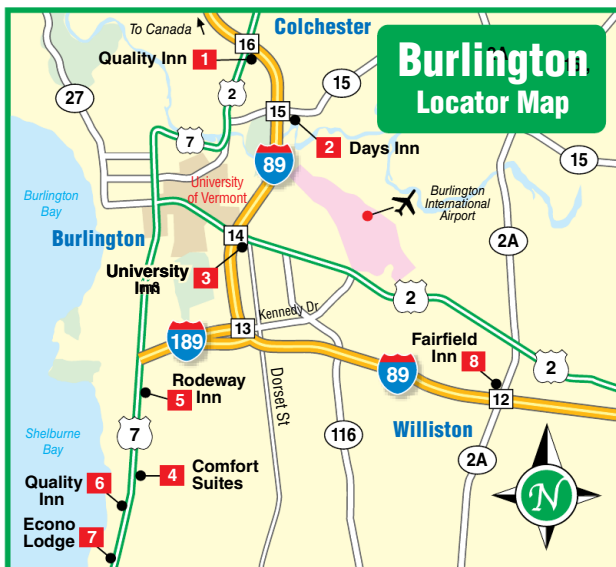 To Canada
Colchester
16
Quality Inn 1
2
27
Burlington
Locator Map
2A
15
15
7
2 Days Inn
89
15
University
of Vermont
Burlington
Bay
Burlington
International
Airport
Burlington
14
2A
University
Inn
3
2
Kennedy Dr
13
189
Fairfield
Inn 8
2
89
Rodeway
Inn
5
12
Dorset St
Williston
7
116
Shelburne
Bay
2A
4 Comfort
Suites
Quality
Inn
6
N
Econo
Lodge 7